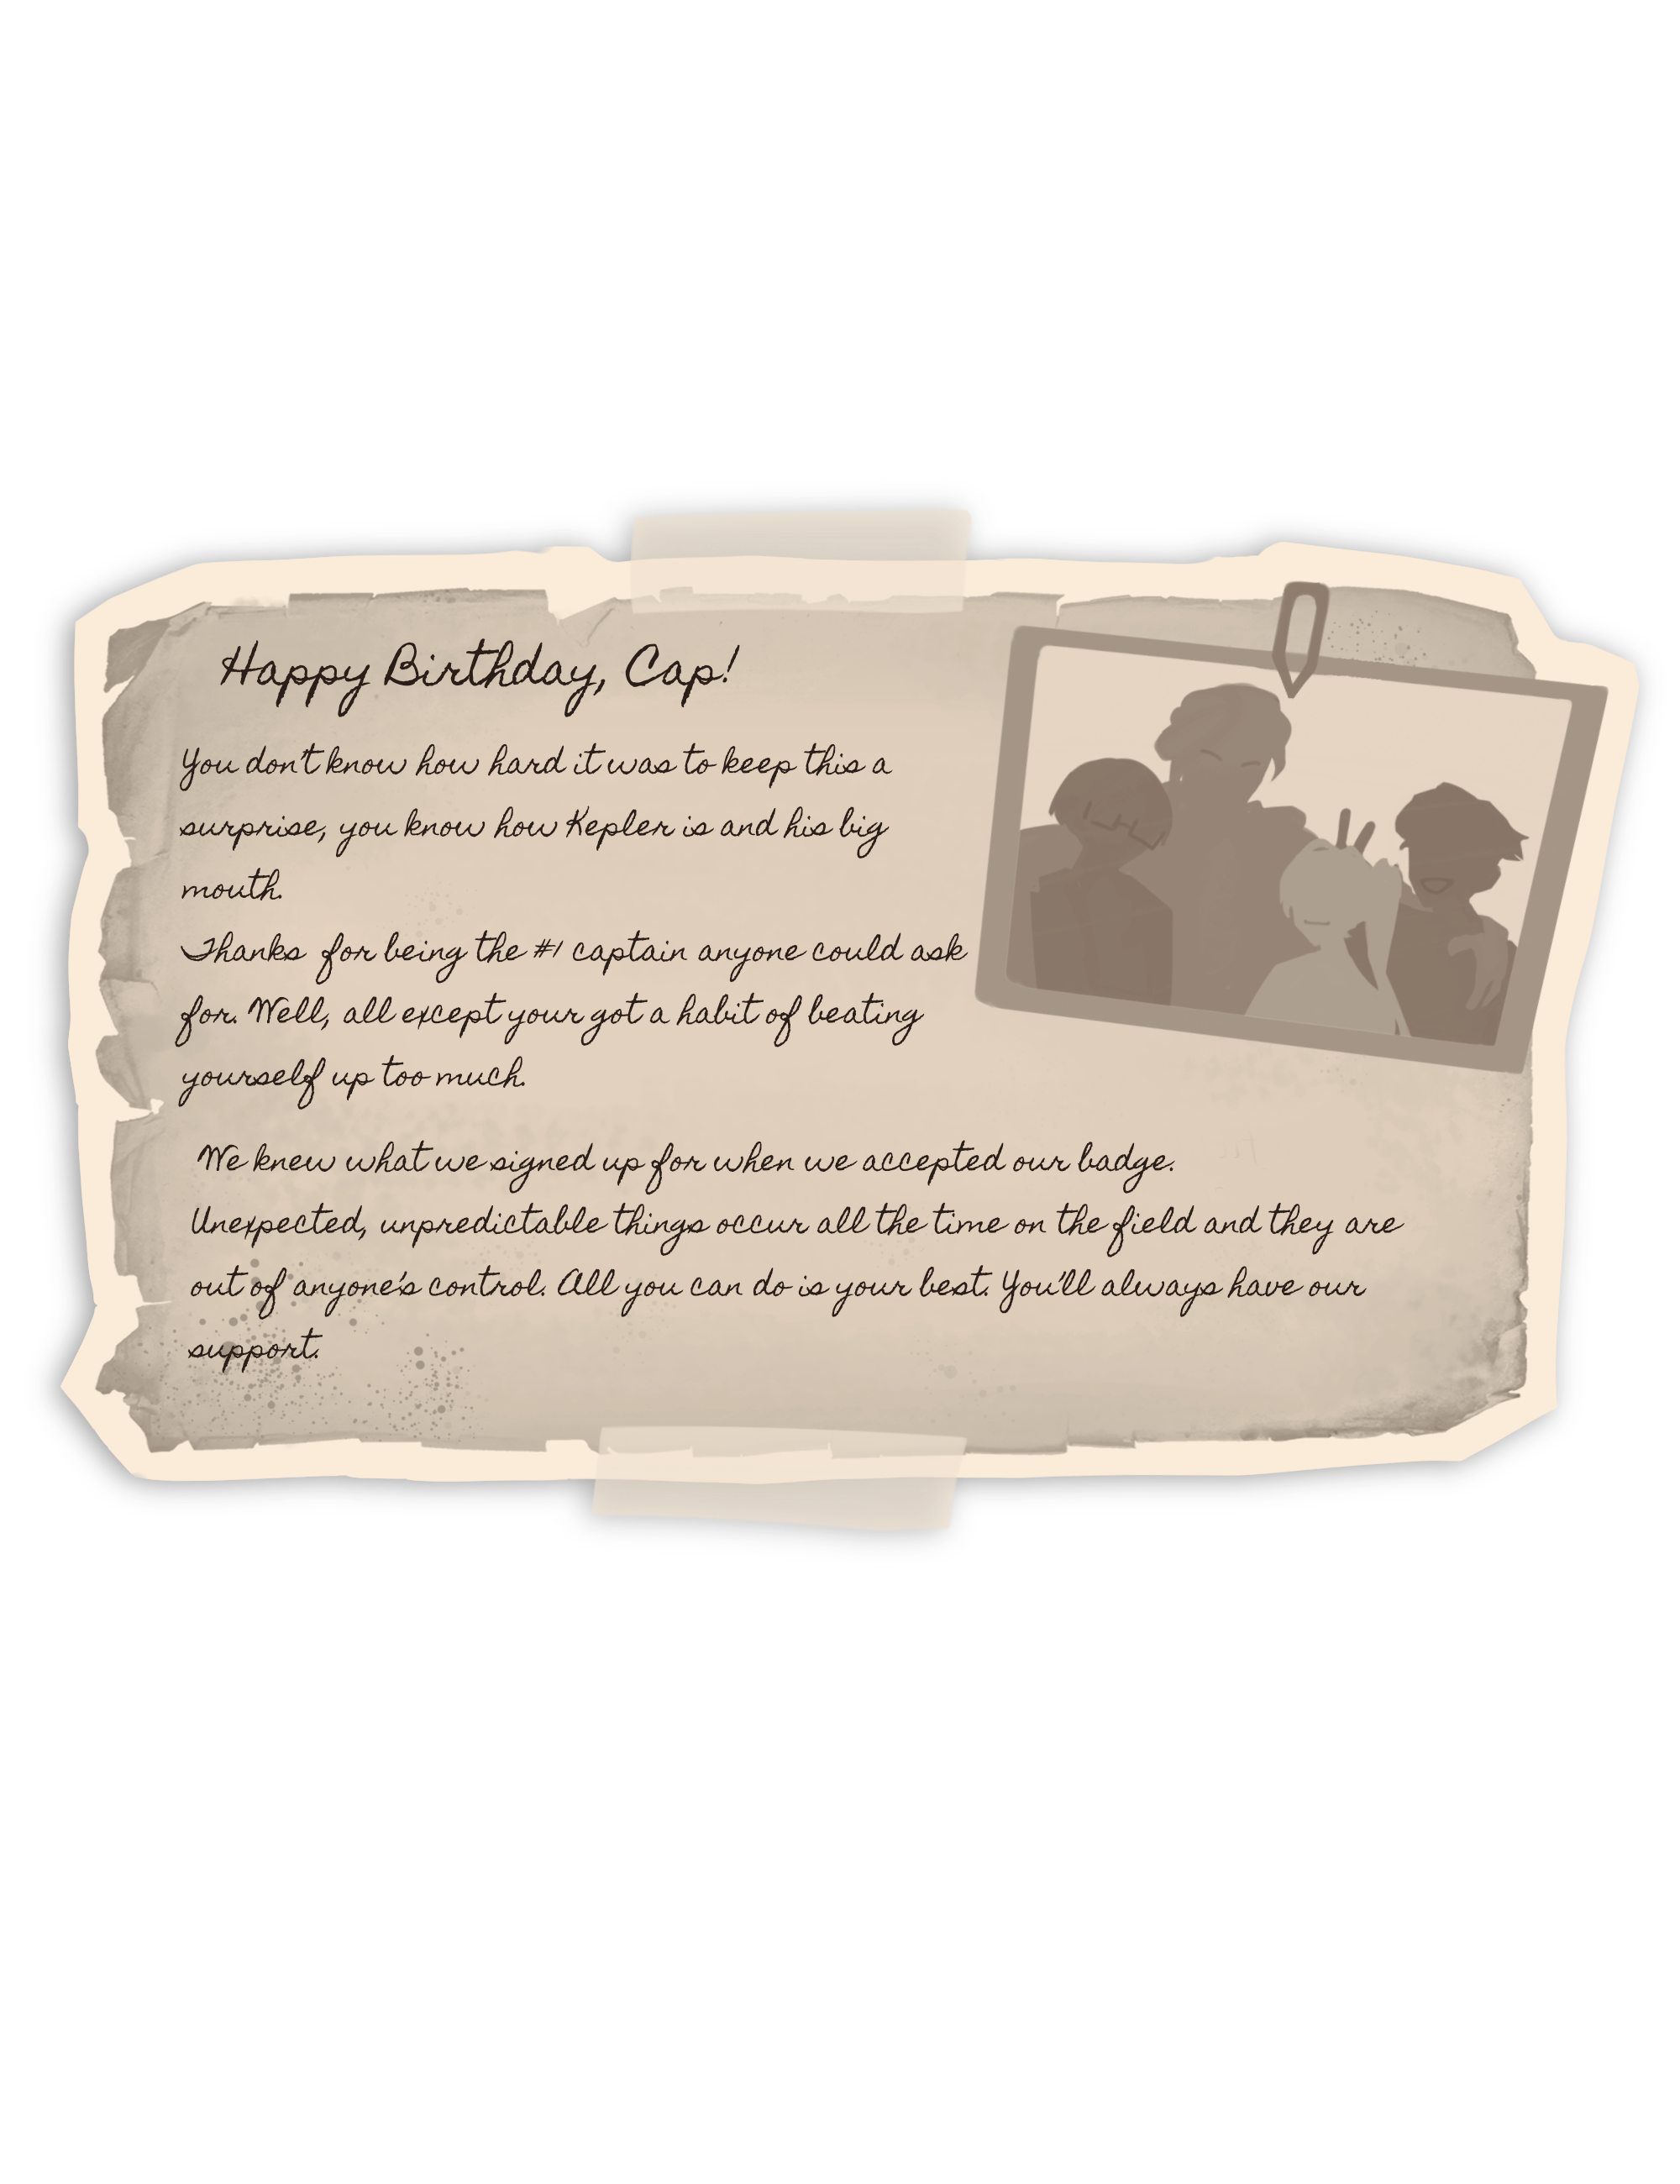 Happy Birthday, Cap!
You don't know how hard it was to keep this a
surprise, you know how Kepler is and his big
mouth.
Thanks for being the #1 captain anyone could ask
for. Well, all except your got a habit of beating
yourself up too much.
We knew what we signed up for when we accepted our badge.
Unexpected, unpredictable things occur all the time on the field and they are
out of anyone's control. All you can do is your best. You'll always have our
support.